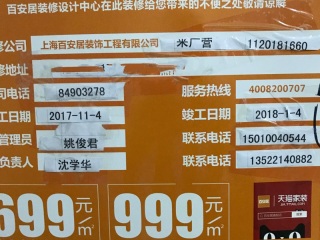 百安居装修设计中心在此装修给您带来的不便之处敬请谅解
公司 上海百安居装饰工程有限公司 米厂营 1120181660
地址
司电话 84903278 服务热线 4008200707
工日期 2017-11-4 竣工日期 2018-1-4
管理员 姚俊君 联系电话 15010040544
负责人 沈学华 联系电话 13522140882
699元/㎡ 999元/㎡ 天猫家装